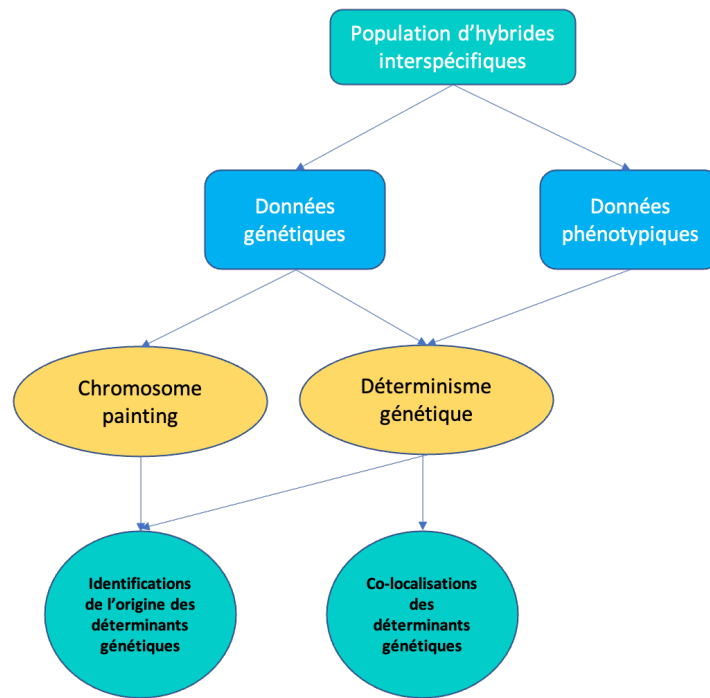 Population d'hybrides
interspécifiques
Données
génétiques
Données
phénotypiques
Chromosome
painting
Déterminisme
génétique
Identifications
de l'origine des
déterminants
génétiques
Co-localisations
des
déterminants
génétiques